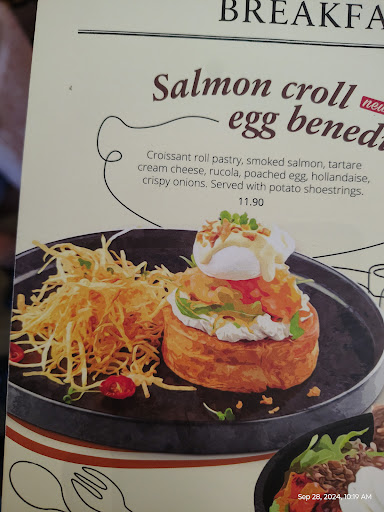 BREAKFA
Salmon croll new
egg bened
Croissant roll pastry, smoked salmon, tartare
cream cheese, rucola, poached egg, hollandaise,
crispy onions. Served with potato shoestrings.
11.90
Sep 28, 2024, 10:19 AM